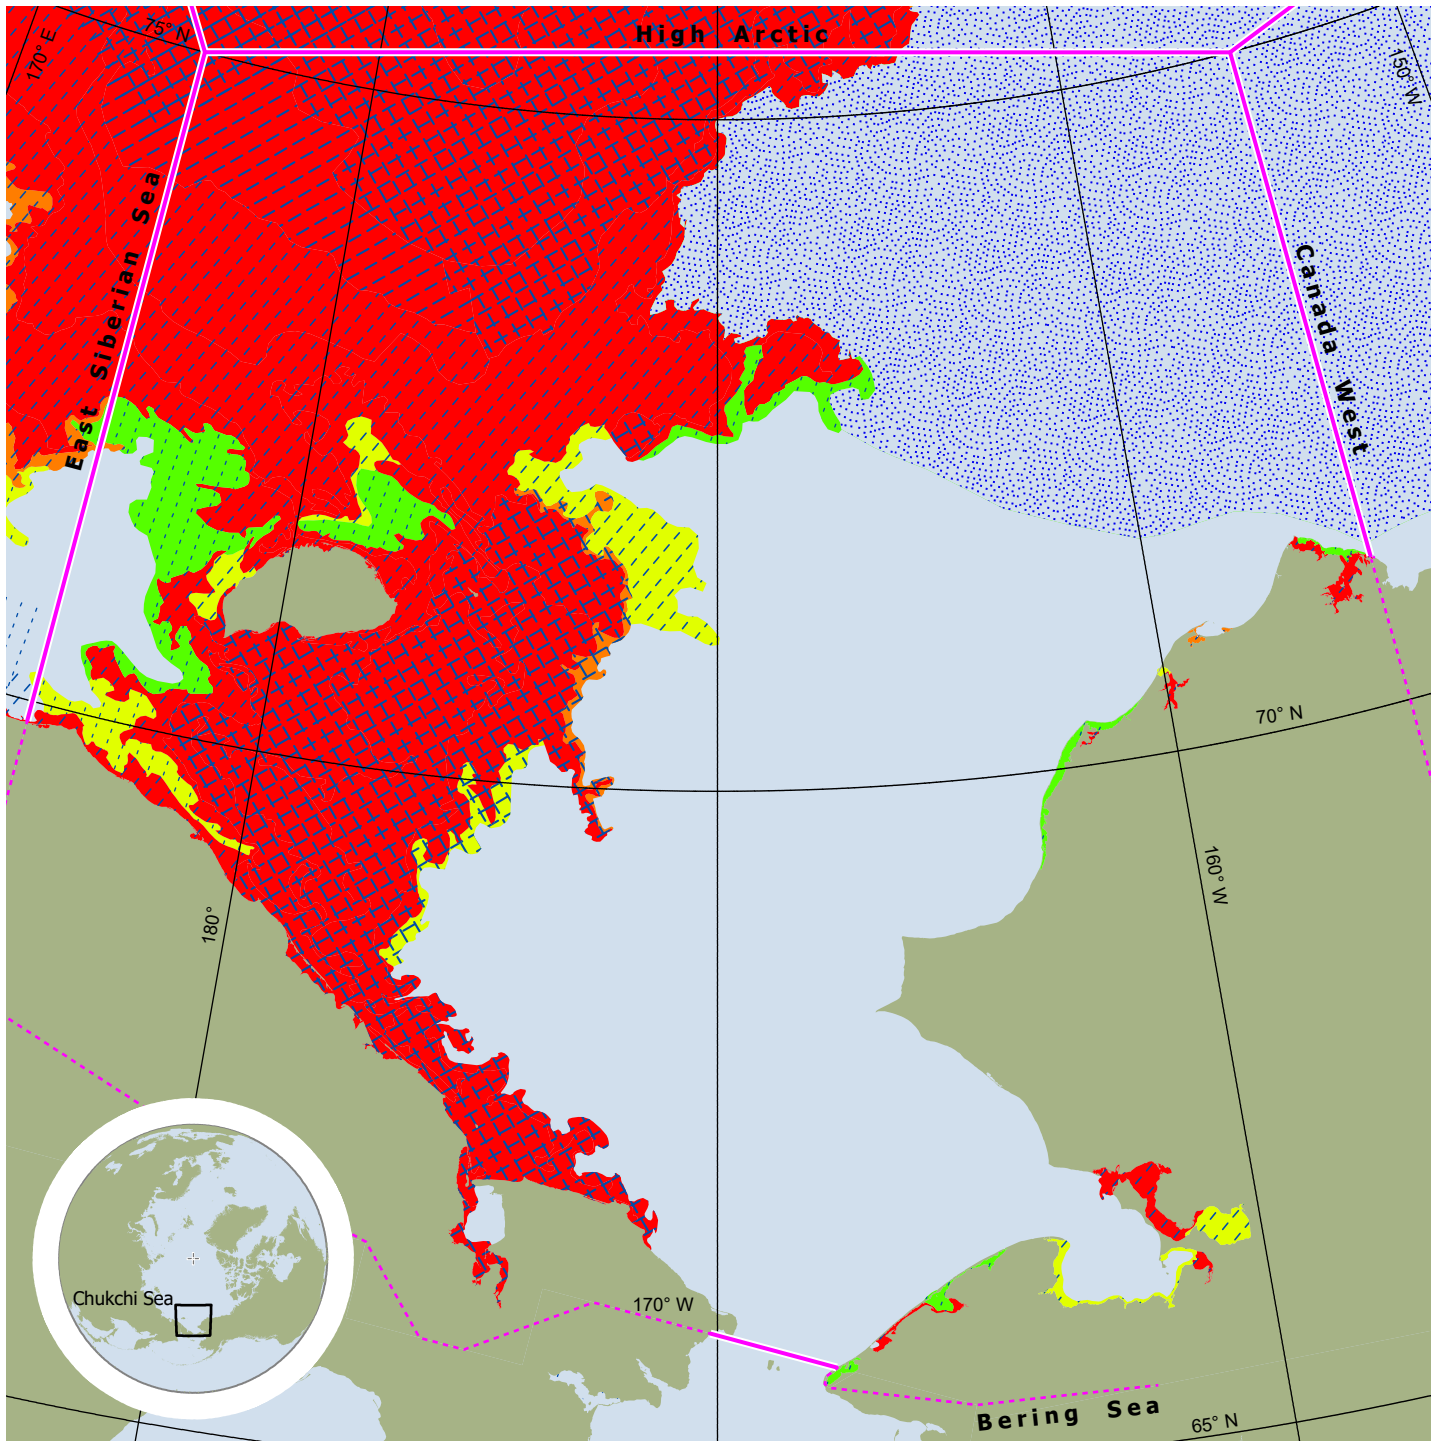 High Arctic
75° N
170° E
150° W
East Siberian Sea
Canada West
70° N
160° W
180°
Chukchi Sea
170° W
Bering Sea
65° N